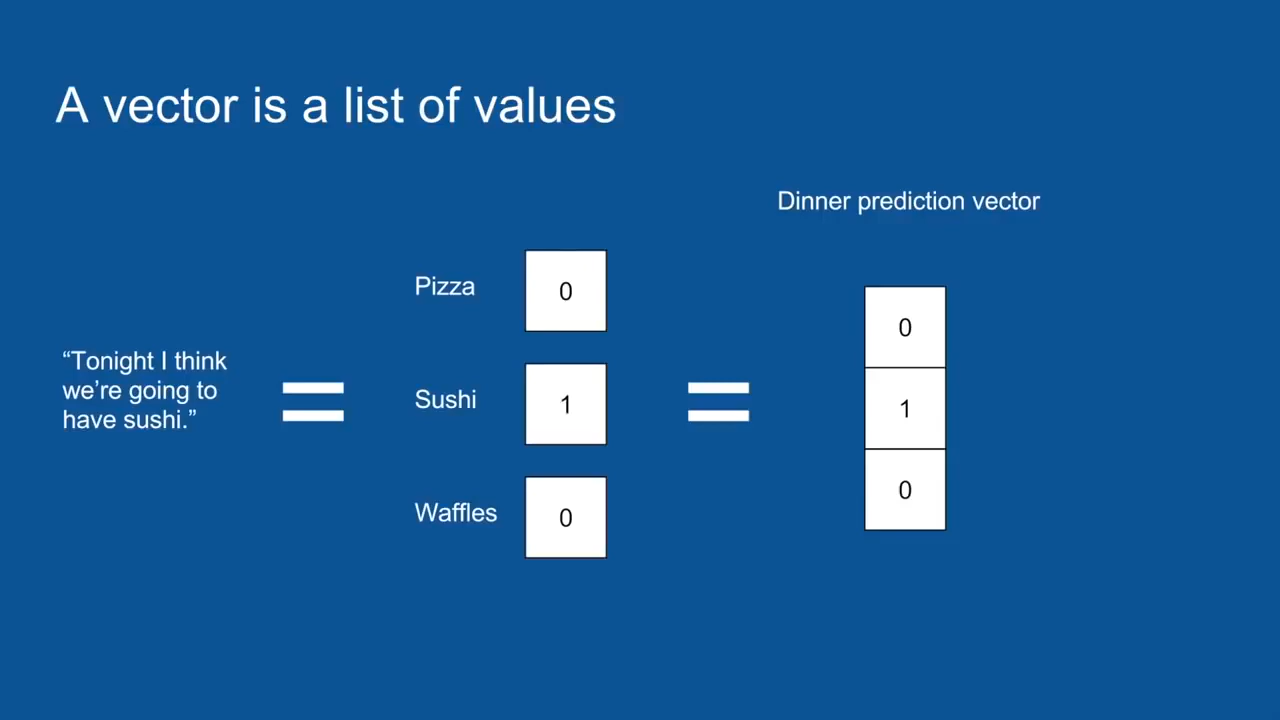 A vector is a list of values
Dinner prediction vector
“Tonight I think
we’re going to
have sushi.”
Pizza 0
Sushi 1
Waffles 0
0
1
0